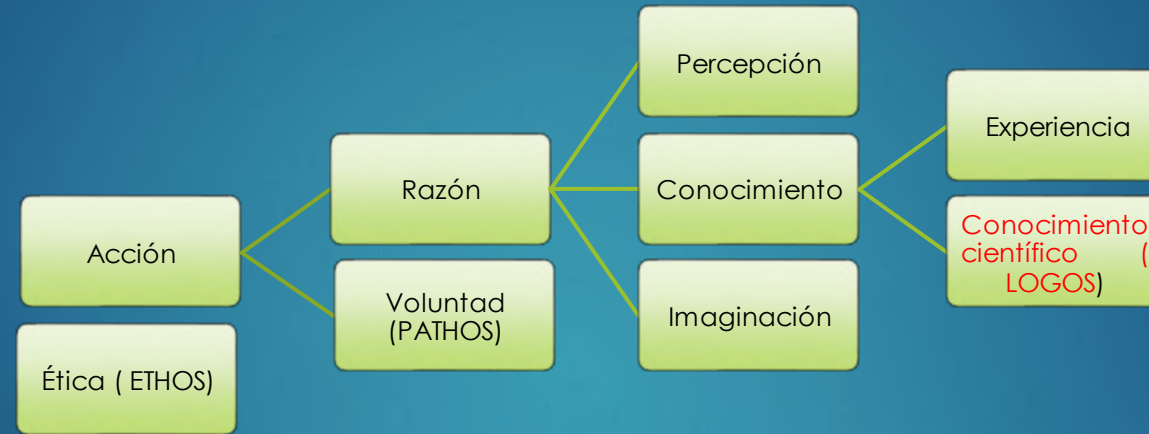 Acción
Ética ( ETHOS)
Razón
Voluntad
(PATHOS)
Percepción
Conocimiento
Imaginación
Experiencia
Conocimiento
científico (
LOGOS)